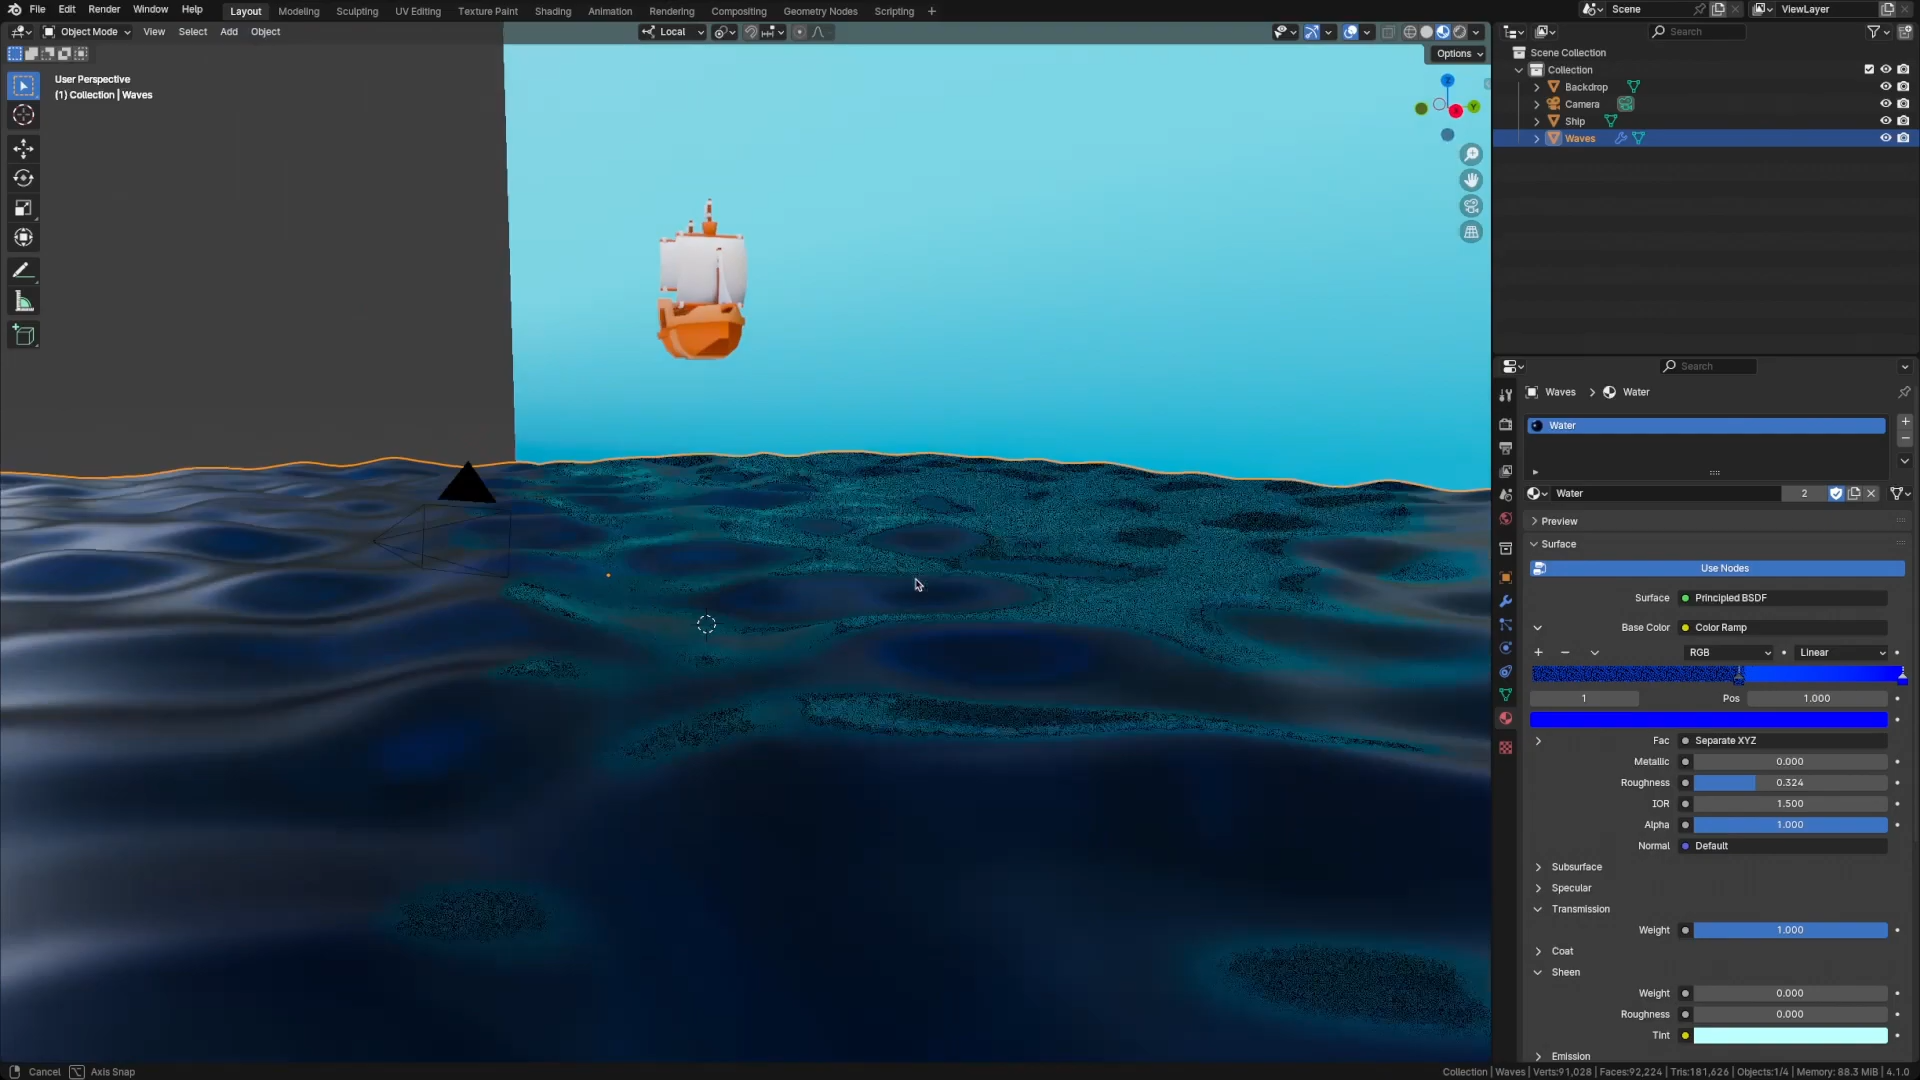 File Edit Render Window Help
Layout Modeling Sculpting UV Editing Texture Paint Shading Animation Rendering Compositing Geometry Nodes Scripting +
Scene
ViewLayer
Object Mode View Select Add Object
Local
Options
User Perspective
(1) Collection | Waves
Z
Y
Search
Scene Collection
Collection
Backdrop
Camera
Ship
Waves
Search
Waves > Water
Water
Water 2
Preview
Surface
Use Nodes
Surface Principled BSDF
Base Color Color Ramp
RGB Linear
1 Pos 1.000
Fac Separate XYZ
Metallic 0.000
Roughness 0.324
IOR 1.500
Alpha 1.000
Normal Default
Subsurface
Specular
Transmission
Weight 1.000
Coat
Sheen
Weight 0.000
Roughness 0.000
Tint
Emission
Cancel Axis Snap
Collection | Waves | Verts:91,028 | Faces:92,224 | Tris:181,626 | Objects:1/4 | Memory: 88.3 MiB | 4.1.0